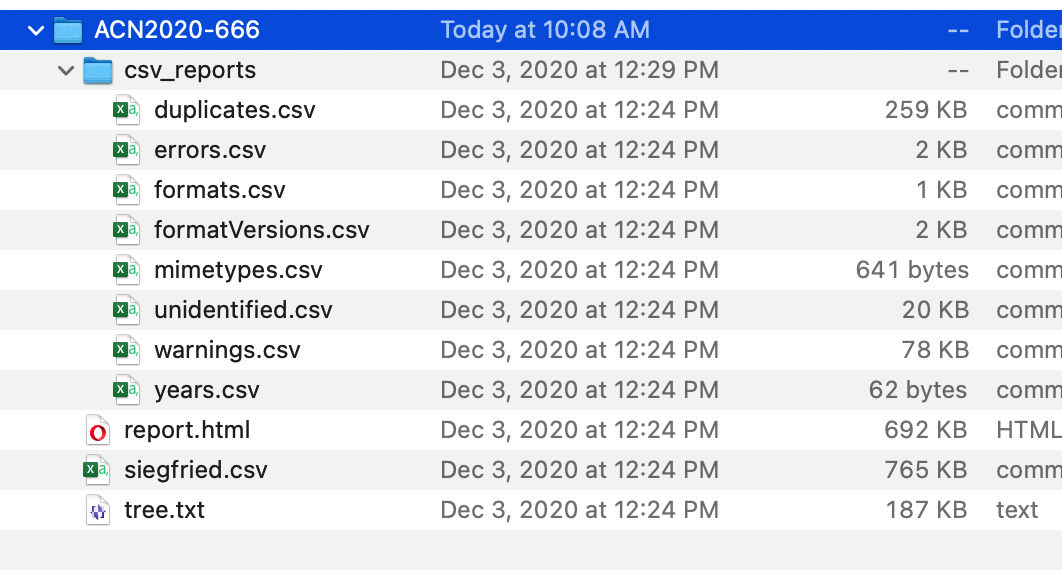 ACN2020-666 Today at 10:08 AM -- Folde
csv_reports Dec 3, 2020 at 12:29 PM -- Folde
duplicates.csv Dec 3, 2020 at 12:24 PM 259 KB comm
errors.csv Dec 3, 2020 at 12:24 PM 2 KB comm
formats.csv Dec 3, 2020 at 12:24 PM 1 KB comm
formatVersions.csv Dec 3, 2020 at 12:24 PM 2 KB comm
mimetypes.csv Dec 3, 2020 at 12:24 PM 641 bytes comm
unidentified.csv Dec 3, 2020 at 12:24 PM 20 KB comm
warnings.csv Dec 3, 2020 at 12:24 PM 78 KB comm
years.csv Dec 3, 2020 at 12:24 PM 62 bytes comm
report.html Dec 3, 2020 at 12:24 PM 692 KB HTML
siegfried.csv Dec 3, 2020 at 12:24 PM 765 KB comm
tree.txt Dec 3, 2020 at 12:24 PM 187 KB text